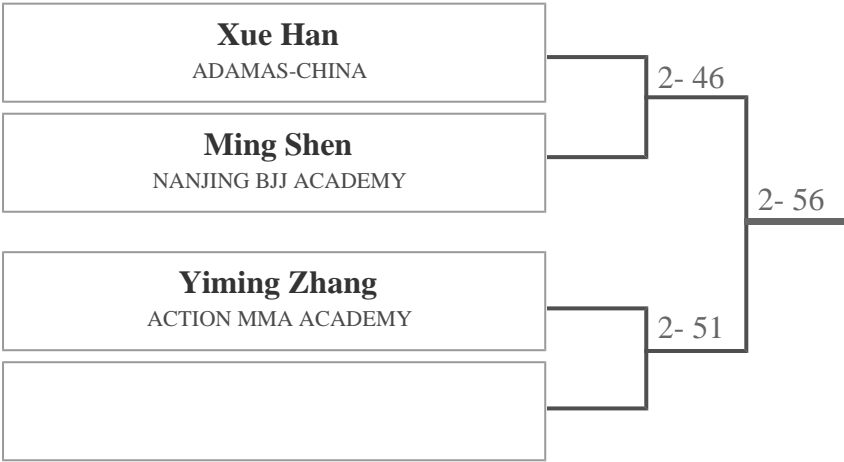 Xue Han
ADAMAS-CHINA
2- 46
Ming Shen
NANJING BJJ ACADEMY
2- 56
Yiming Zhang
ACTION MMA ACADEMY
2- 51